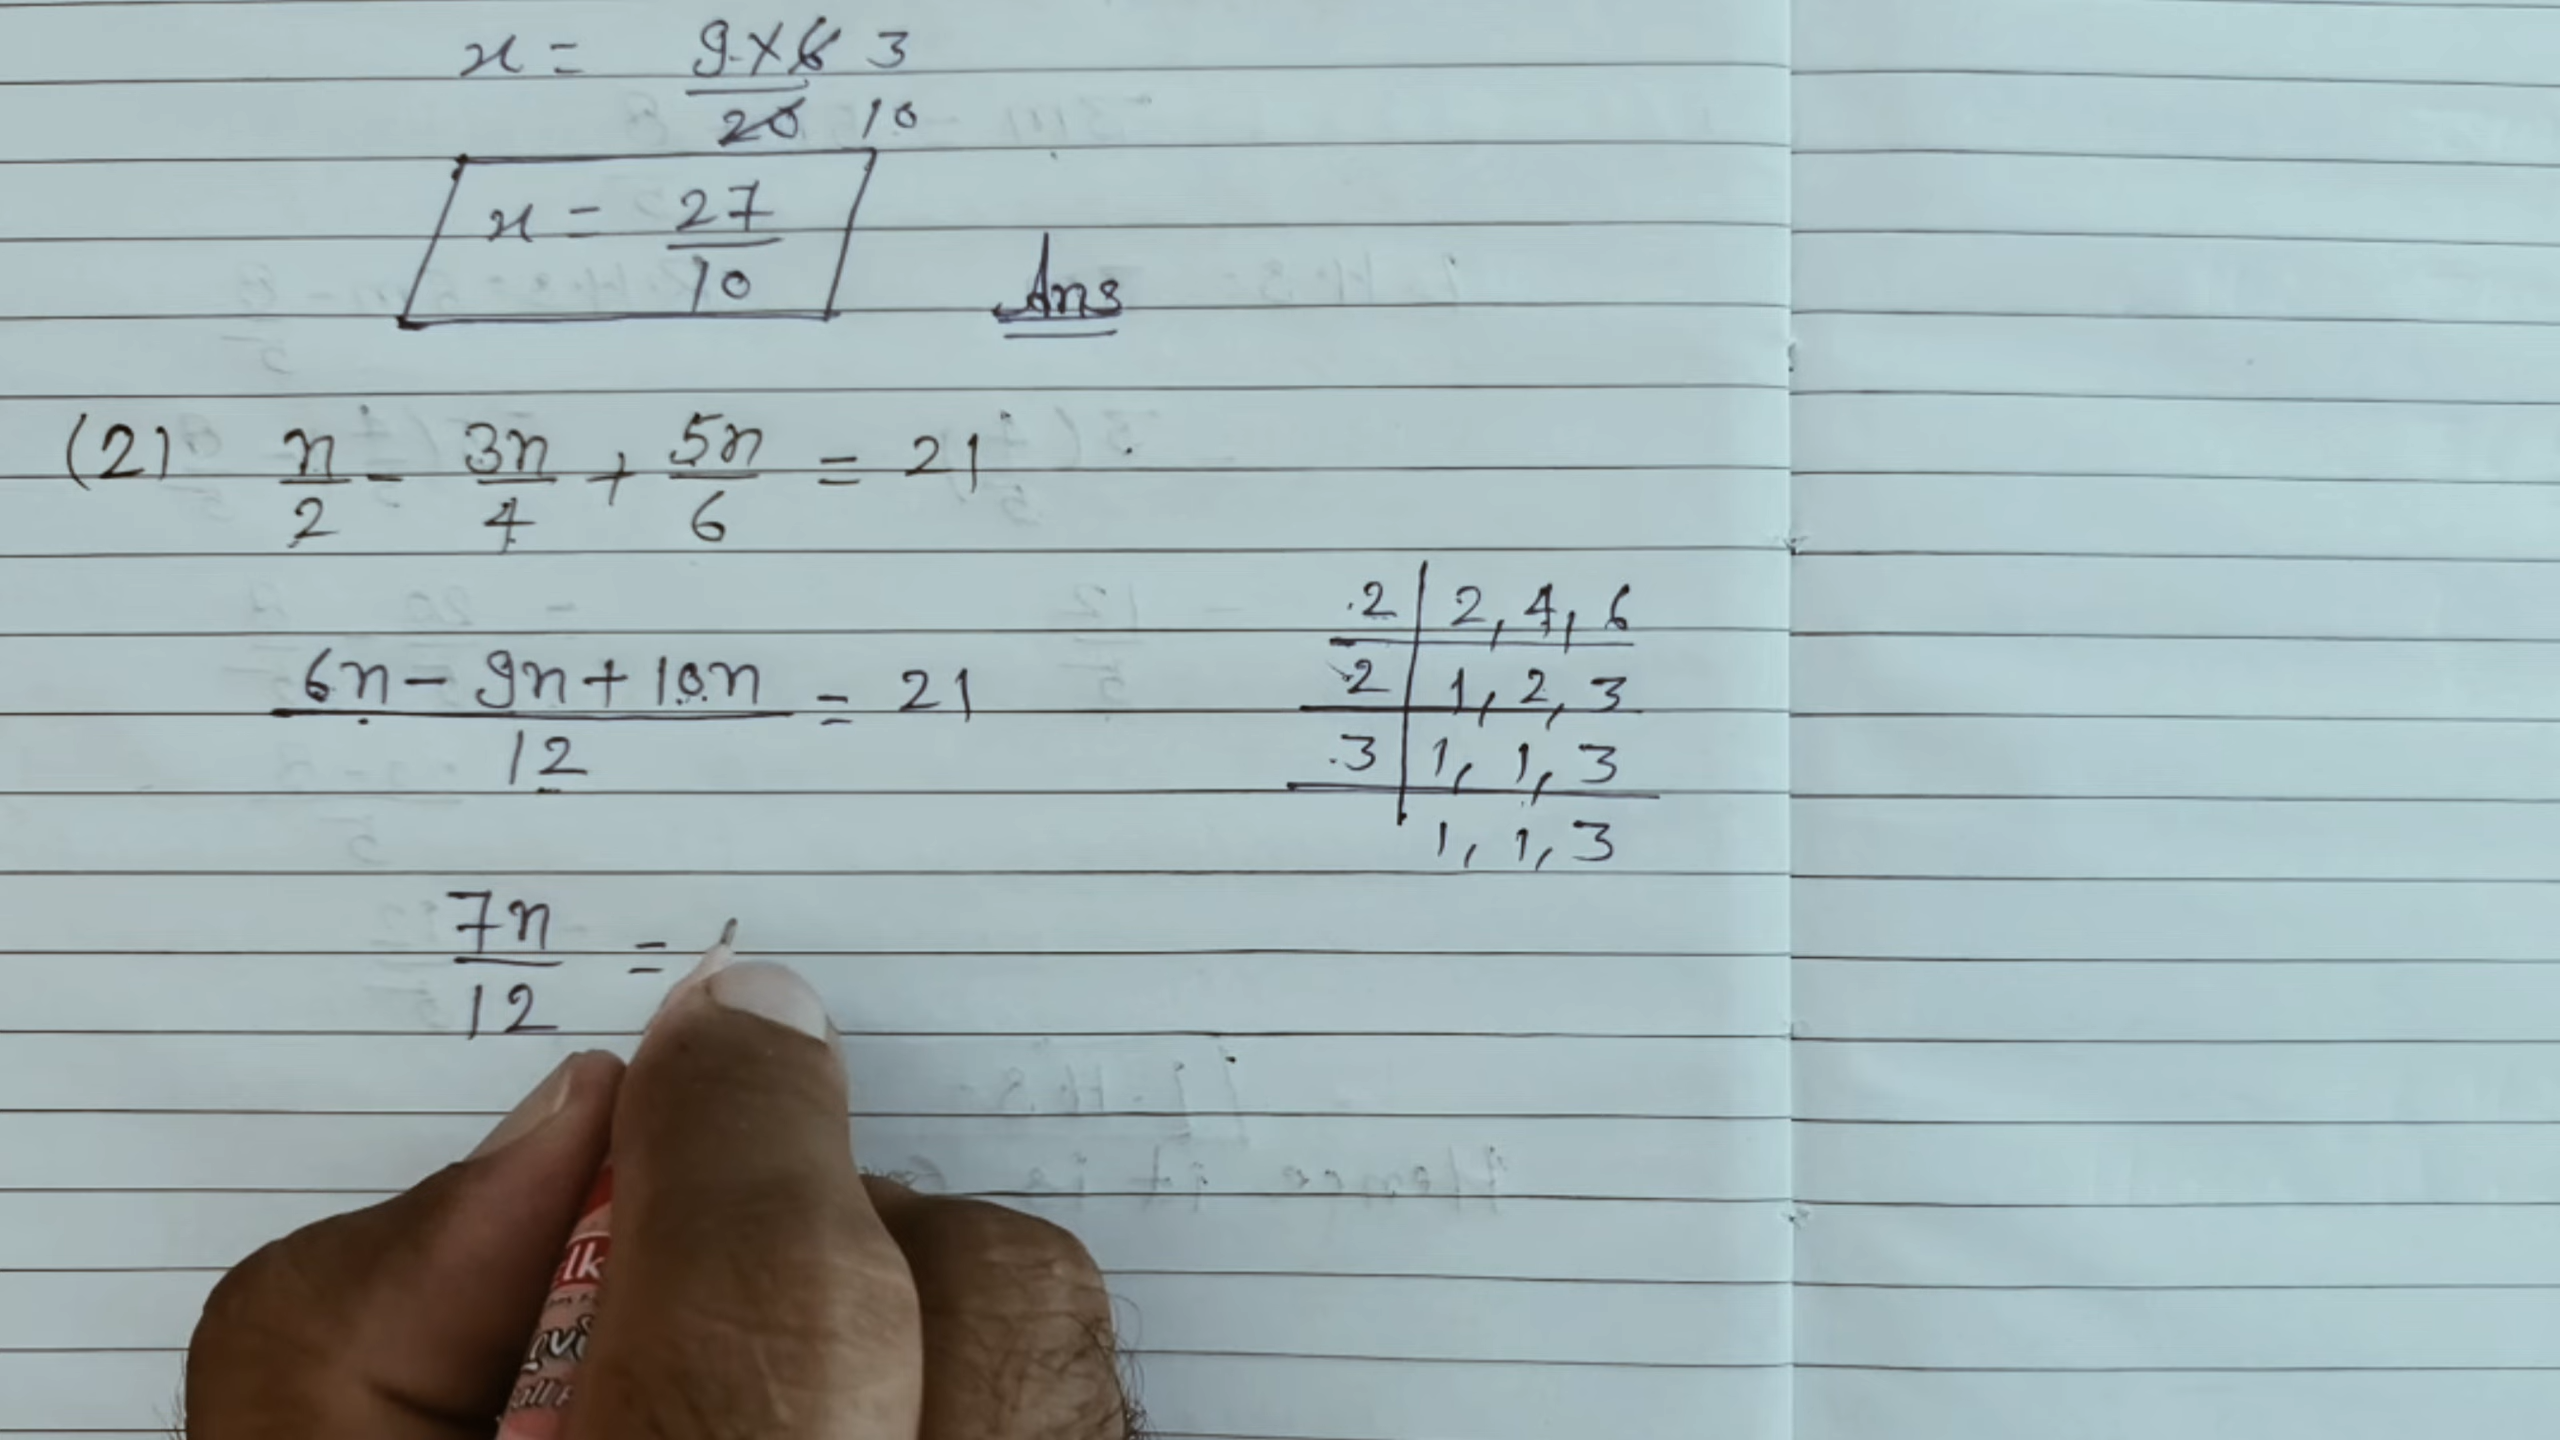 x = 9×6 3
20 10
x = 27/10 Ans
(2) n/2 - 3n/4 + 5n/6 = 21
2 | 2, 4, 6
6n - 9n + 10n = 21
12
2 | 1, 2, 3
3 | 1, 1, 3
1, 1, 3
7n/12 =